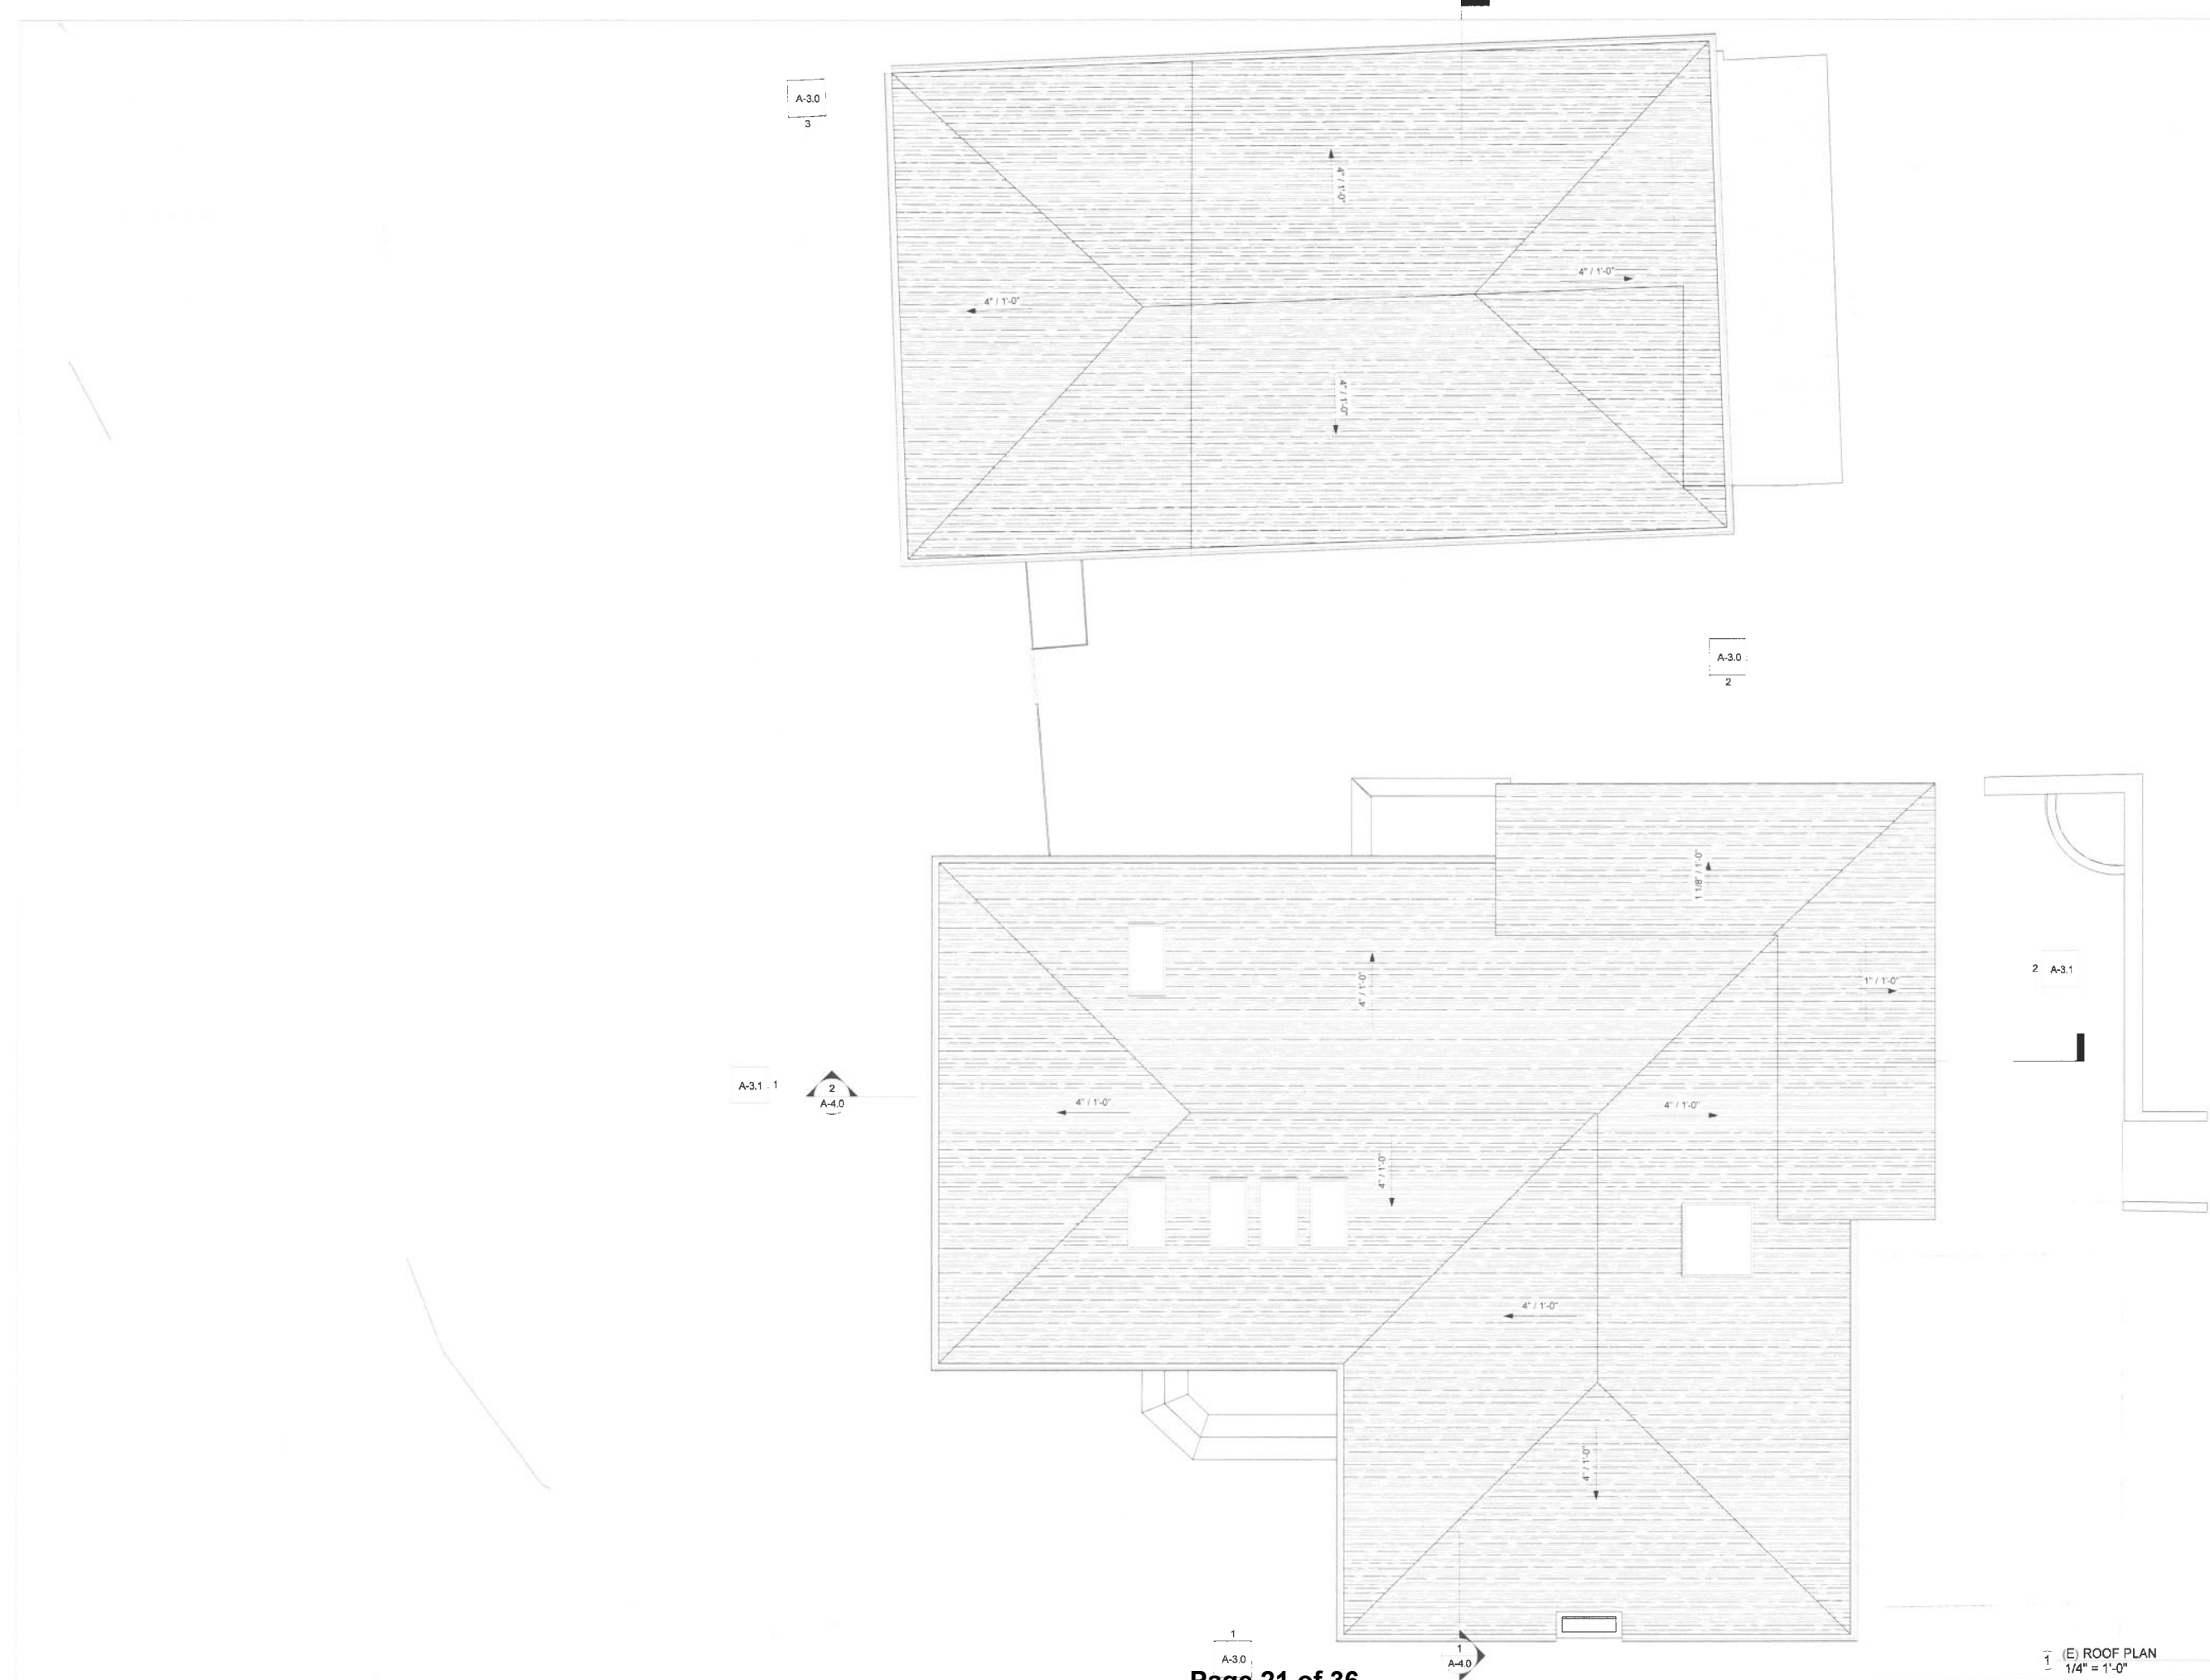 A-3.0
3
4" / 1'-0"
4" / 1'-0"
4" / 1'-0"
4" / 1'-0"
A-3.0
2
1 1/8" / 1'-0"
4" / 1'-0"
1" / 1'-0"
2 A-3.1
A-3.1 1
2
A-4.0
4" / 1'-0"
4" / 1'-0"
4" / 1'-0"
4" / 1'-0"
4" / 1'-0"
1
A-3.0
1
A-4.0
Page 21 of 36
1 (E) ROOF PLAN
1/4" = 1'-0"